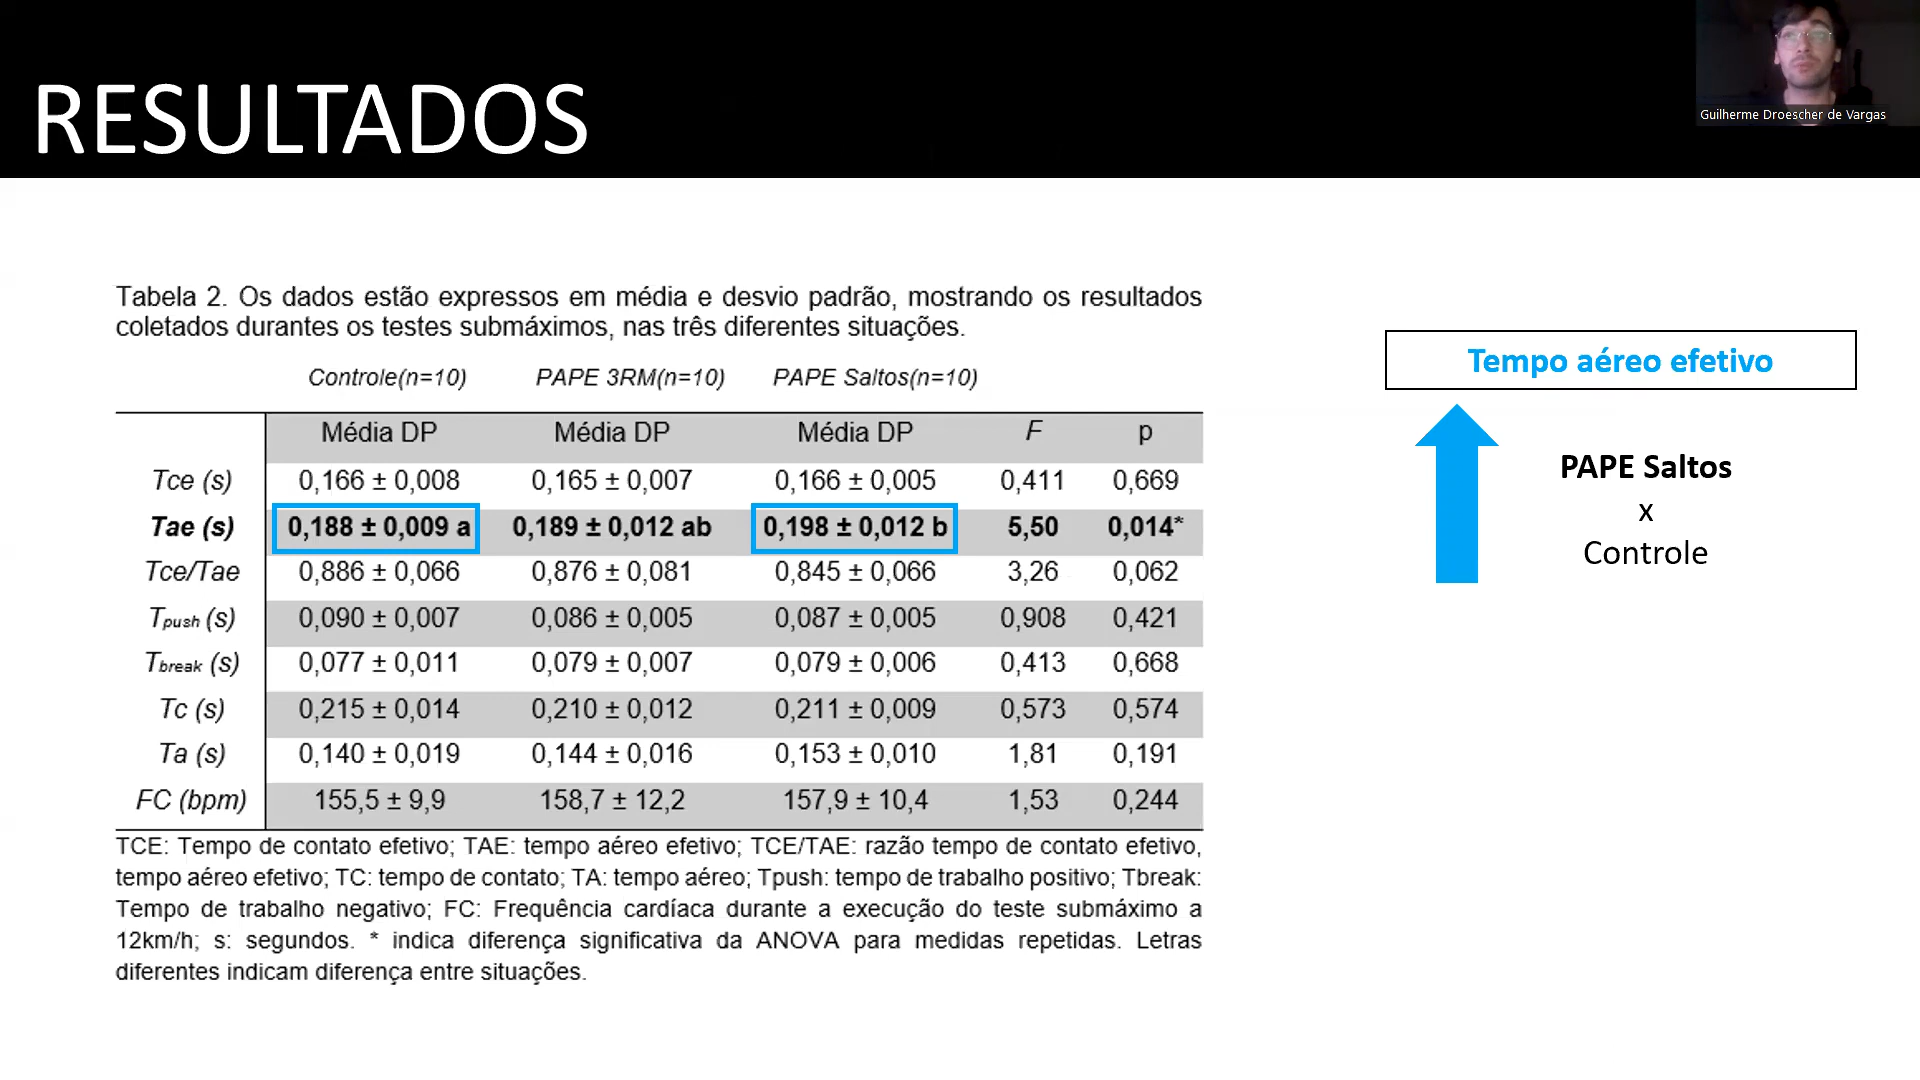 RESULTADOS
Guilherme Droescher de Vargas
Tabela 2. Os dados estão expressos em média e desvio padrão, mostrando os resultados
coletados durantes os testes submáximos, nas três diferentes situações.
Controle(n=10) PAPE 3RM(n=10) PAPE Saltos(n=10)
Média DP Média DP Média DP F p
Tce (s) 0,166 ± 0,008 0,165 ± 0,007 0,166 ± 0,005 0,411 0,669
Tae (s) 0,188 ± 0,009 a 0,189 ± 0,012 ab 0,198 ± 0,012 b 5,50 0,014*
Tce/Tae 0,886 ± 0,066 0,876 ± 0,081 0,845 ± 0,066 3,26 0,062
Tpush (s) 0,090 ± 0,007 0,086 ± 0,005 0,087 ± 0,005 0,908 0,421
Tbreak (s) 0,077 ± 0,011 0,079 ± 0,007 0,079 ± 0,006 0,413 0,668
Tc (s) 0,215 ± 0,014 0,210 ± 0,012 0,211 ± 0,009 0,573 0,574
Ta (s) 0,140 ± 0,019 0,144 ± 0,016 0,153 ± 0,010 1,81 0,191
FC (bpm) 155,5 ± 9,9 158,7 ± 12,2 157,9 ± 10,4 1,53 0,244
TCE: Tempo de contato efetivo; TAE: tempo aéreo efetivo; TCE/TAE: razão tempo de contato efetivo,
tempo aéreo efetivo; TC: tempo de contato; TA: tempo aéreo; Tpush: tempo de trabalho positivo; Tbreak:
Tempo de trabalho negativo; FC: Frequência cardíaca durante a execução do teste submáximo a
12km/h; s: segundos. * indica diferença significativa da ANOVA para medidas repetidas. Letras
diferentes indicam diferença entre situações.
Tempo aéreo efetivo
PAPE Saltos
x
Controle